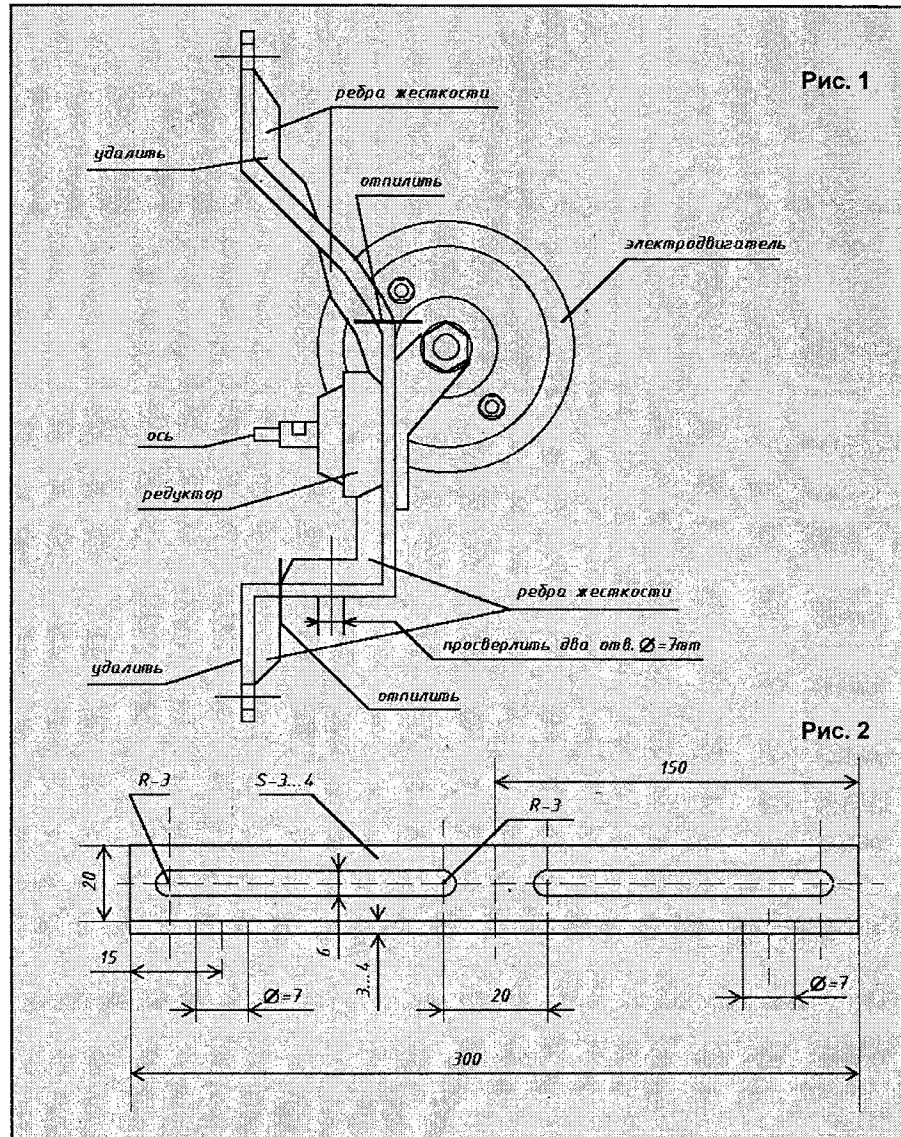 Рис. 1
ребра жесткости
удалить
отпилить
электродвигатель
ось
редуктор
ребра жесткости
просверлить два отв. Ø=7mm
удалить
отпилить
Рис. 2
150
R-3
S-3...4
R-3
20
6
3...4
15
Ø=7
20
Ø=7
300